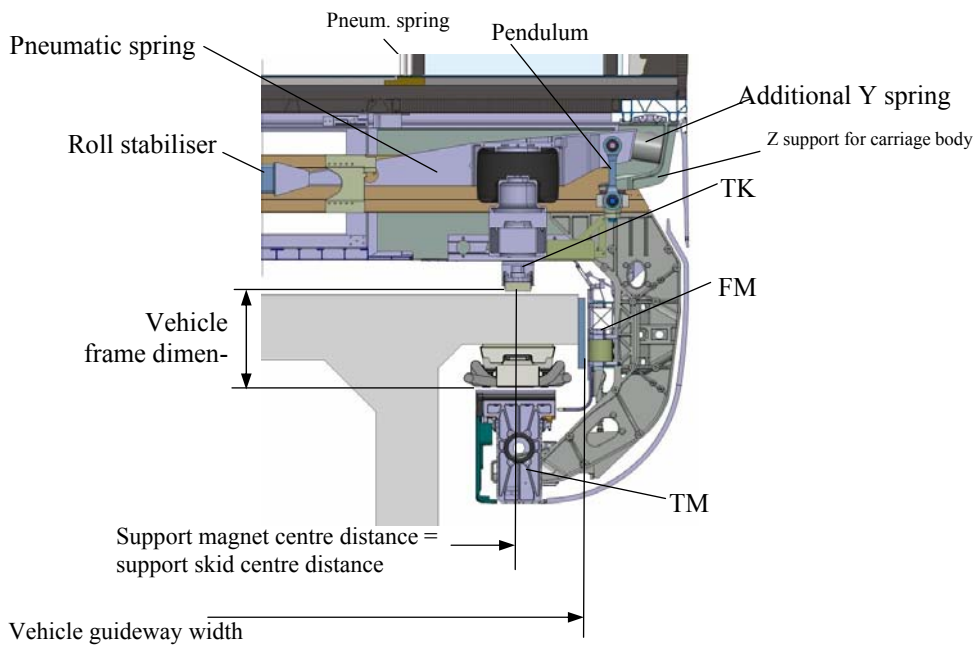 Pneum. spring
Pneumatic spring
Pendulum
Additional Y spring
Roll stabiliser
Z support for carriage body
TK
FM
Vehicle
frame dimen-
TM
Support magnet centre distance =
support skid centre distance
Vehicle guideway width